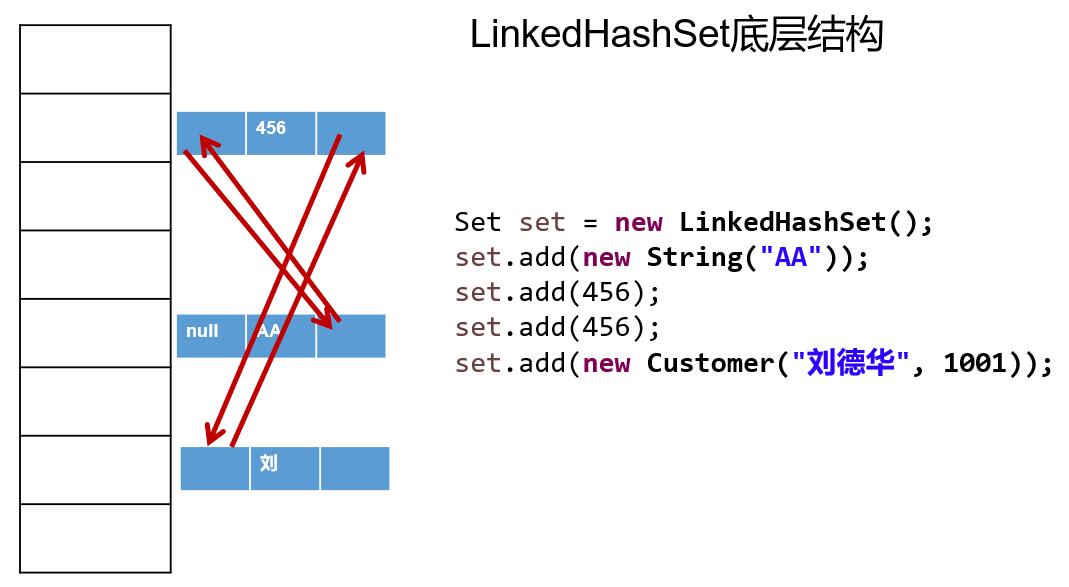 LinkedHashSet底层结构
456
Set set = new LinkedHashSet();
set.add(new String("AA"));
set.add(456);
set.add(456);
null AA
set.add(new Customer("刘德华", 1001));
刘